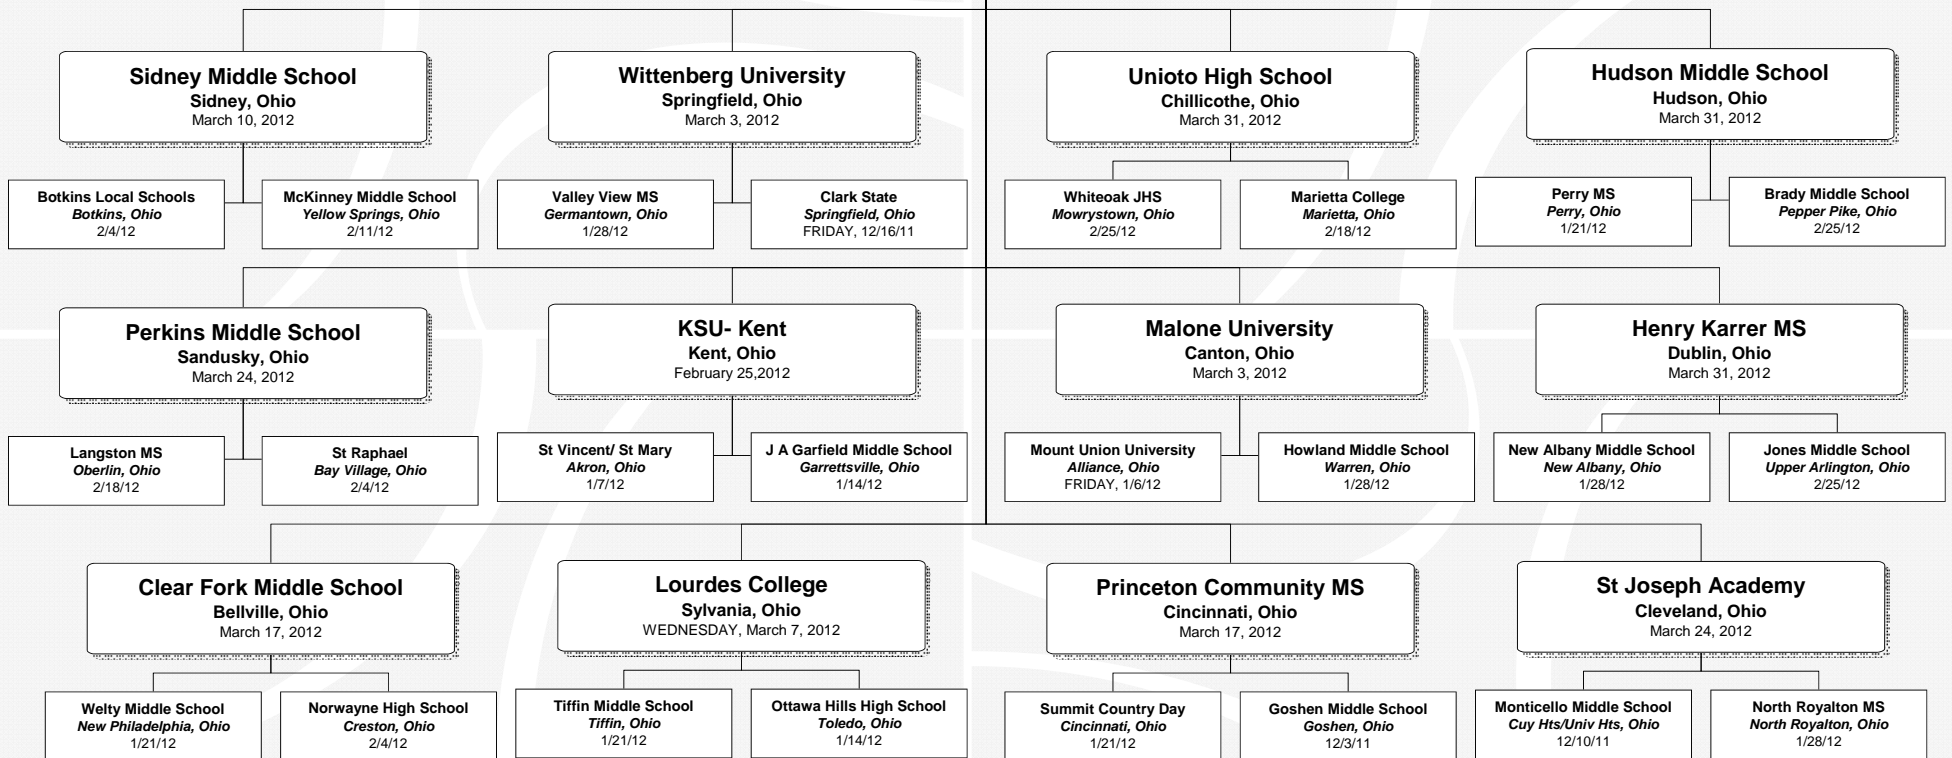 Sidney Middle School
Sidney, Ohio
March 10, 2012
Wittenberg University
Springfield, Ohio
March 3, 2012
Unioto High School
Chillicothe, Ohio
March 31, 2012
Hudson Middle School
Hudson, Ohio
March 31, 2012
Botkins Local Schools
Botkins, Ohio
2/4/12
McKinney Middle School
Yellow Springs, Ohio
2/11/12
Valley View MS
Germantown, Ohio
1/28/12
Clark State
Springfield, Ohio
FRIDAY, 12/16/11
Whiteoak JHS
Mowrystown, Ohio
2/25/12
Marietta College
Marietta, Ohio
2/18/12
Perry MS
Perry, Ohio
1/21/12
Brady Middle School
Pepper Pike, Ohio
2/25/12
Perkins Middle School
Sandusky, Ohio
March 24, 2012
KSU- Kent
Kent, Ohio
February 25,2012
Malone University
Canton, Ohio
March 3, 2012
Henry Karrer MS
Dublin, Ohio
March 31, 2012
Langston MS
Oberlin, Ohio
2/18/12
St Raphael
Bay Village, Ohio
2/4/12
St Vincent/ St Mary
Akron, Ohio
1/7/12
J A Garfield Middle School
Garrettsville, Ohio
1/14/12
Mount Union University
Alliance, Ohio
FRIDAY, 1/6/12
Howland Middle School
Warren, Ohio
1/28/12
New Albany Middle School
New Albany, Ohio
1/28/12
Jones Middle School
Upper Arlington, Ohio
2/25/12
Clear Fork Middle School
Bellville, Ohio
March 17, 2012
Lourdes College
Sylvania, Ohio
WEDNESDAY, March 7, 2012
Princeton Community MS
Cincinnati, Ohio
March 17, 2012
St Joseph Academy
Cleveland, Ohio
March 24, 2012
Welty Middle School
New Philadelphia, Ohio
1/21/12
Norwayne High School
Creston, Ohio
2/4/12
Tiffin Middle School
Tiffin, Ohio
1/21/12
Ottawa Hills High School
Toledo, Ohio
1/14/12
Summit Country Day
Cincinnati, Ohio
1/21/12
Goshen Middle School
Goshen, Ohio
12/3/11
Monticello Middle School
Cuy Hts/Univ Hts, Ohio
12/10/11
North Royalton MS
North Royalton, Ohio
1/28/12